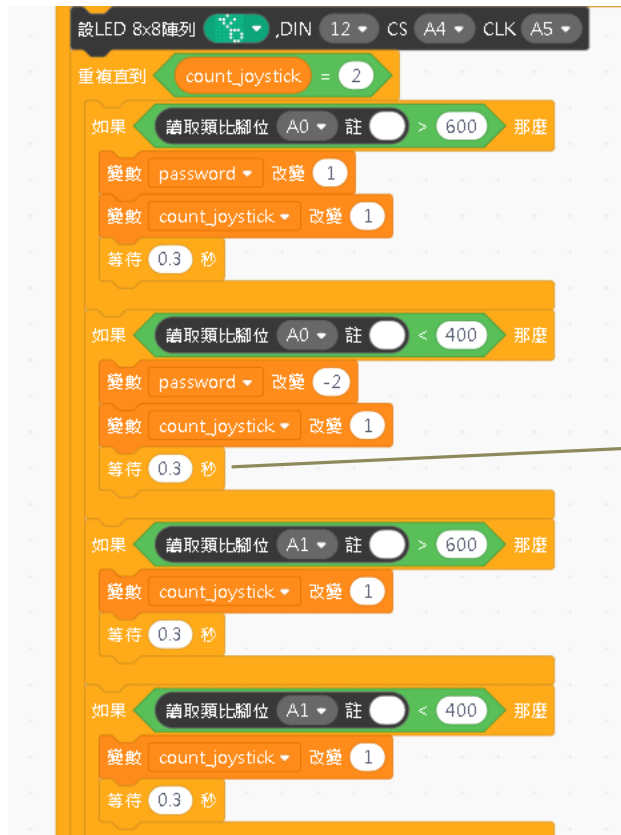 設LED 8x8陣列 ,DIN 12 CS A4 CLK A5
重複直到 count_joystick = 2
如果 讀取類比腳位 A0 註 > 600 那麼
變數 password 改變 1
變數 count_joystick 改變 1
等待 0.3 秒
如果 讀取類比腳位 A0 註 < 400 那麼
變數 password 改變 -2
變數 count_joystick 改變 1
等待 0.3 秒
如果 讀取類比腳位 A1 註 > 600 那麼
變數 count_joystick 改變 1
等待 0.3 秒
如果 讀取類比腳位 A1 註 < 400 那麼
變數 count_joystick 改變 1
等待 0.3 秒